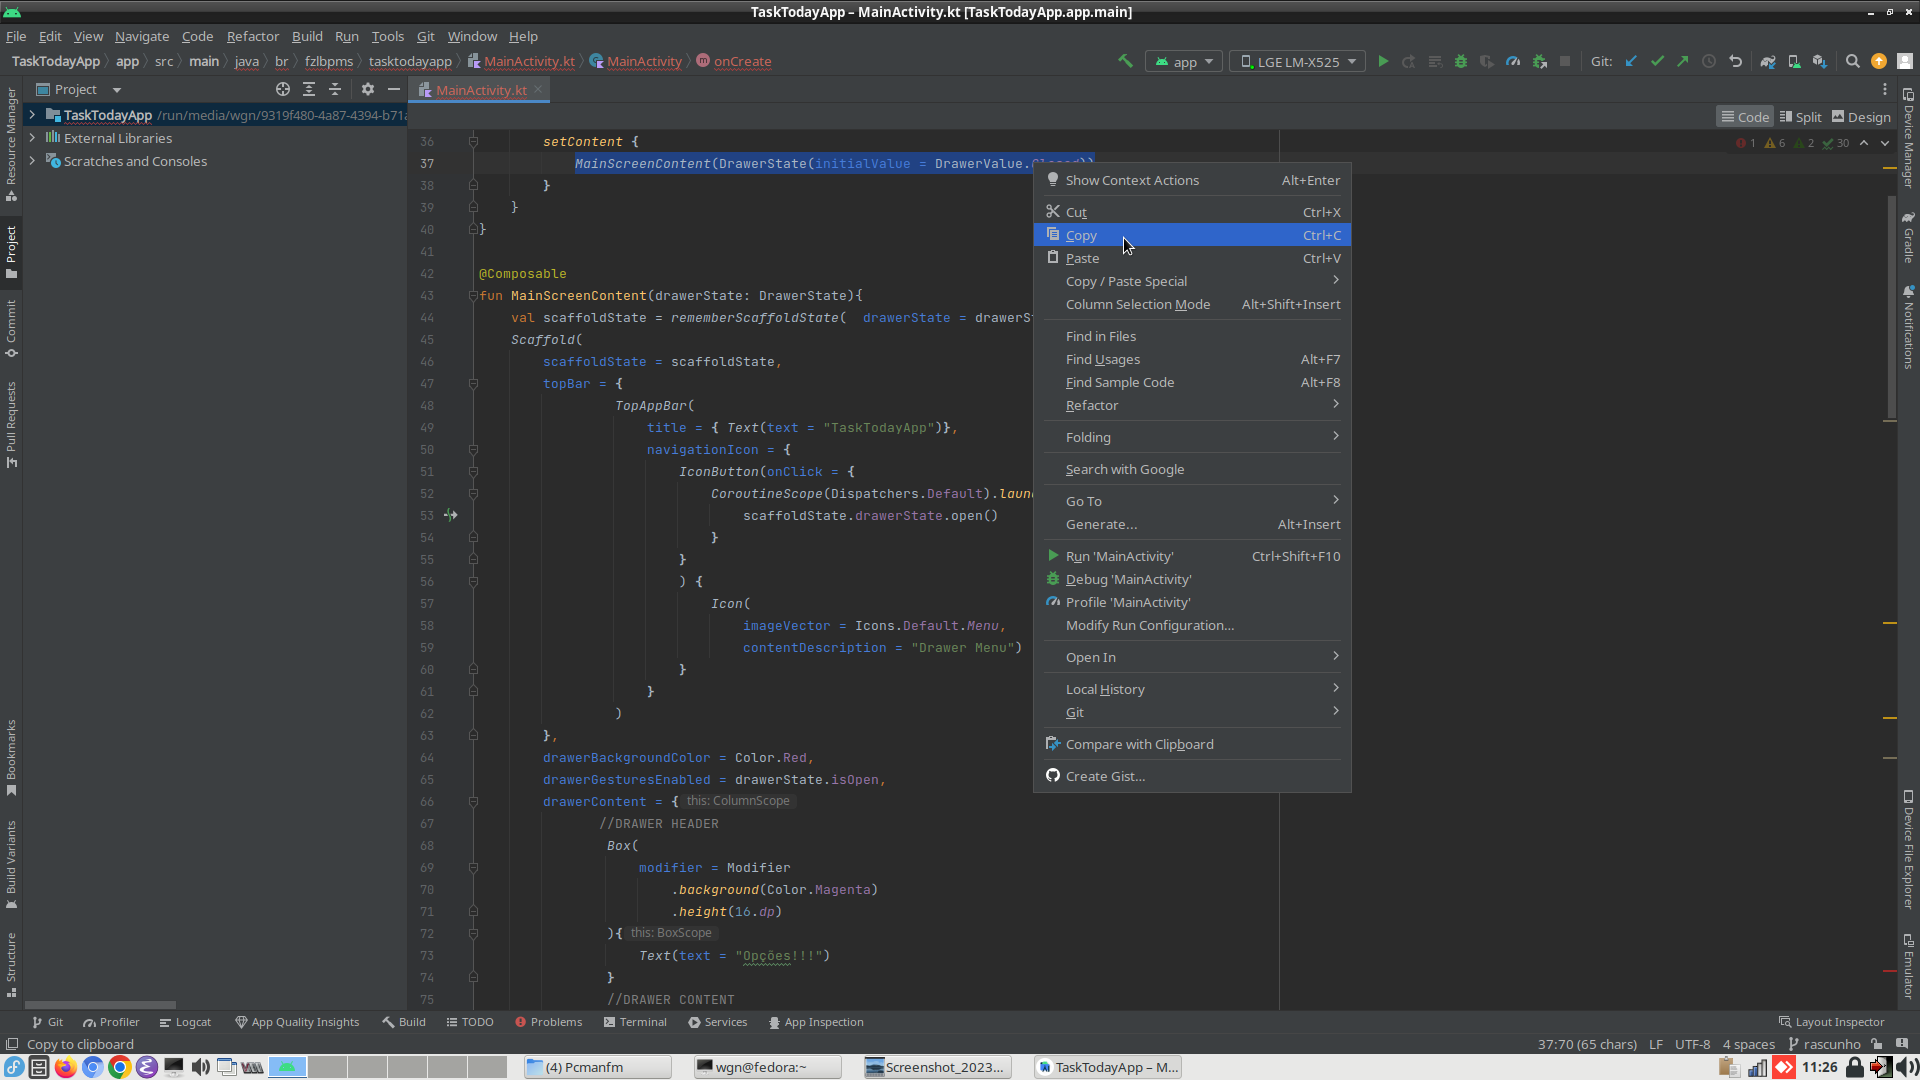 TaskTodayApp – MainActivity.kt [TaskTodayApp.app.main]
File Edit View Navigate Code Refactor Build Run Tools Git Window Help
TaskTodayApp app src main java br fzlbpms tasktodayapp MainActivity.kt MainActivity onCreate
app LGE LM-X525 Git:
Project
MainActivity.kt
TaskTodayApp /run/media/wgn/9319f480-4a87-4394-b71
External Libraries
Scratches and Consoles
Code Split Design
1 6 2 30
Resource Manager
Project
Commit
Pull Requests
Bookmarks
Build Variants
Structure
36 setContent {
37 MainScreenContent(DrawerState(initialValue = DrawerValue.Closed))
38 }
39 }
40 }
41
42 @Composable
43 fun MainScreenContent(drawerState: DrawerState){
44 val scaffoldState = rememberScaffoldState( drawerState = drawerSt
45 Scaffold(
46 scaffoldState = scaffoldState,
47 topBar = {
48 TopAppBar(
49 title = { Text(text = "TaskTodayApp")},
50 navigationIcon = {
51 IconButton(onClick = {
52 CoroutineScope(Dispatchers.Default).laun
53 scaffoldState.drawerState.open()
54 }
55 }
56 ) {
57 Icon(
58 imageVector = Icons.Default.Menu,
59 contentDescription = "Drawer Menu")
60 }
61 }
62 )
63 },
64 drawerBackgroundColor = Color.Red,
65 drawerGesturesEnabled = drawerState.isOpen,
66 drawerContent = { this: ColumnScope
67 //DRAWER HEADER
68 Box(
69 modifier = Modifier
70 .background(Color.Magenta)
71 .height(16.dp)
72 ){ this: BoxScope
73 Text(text = "Opções!!!")
74 }
75 //DRAWER CONTENT
Show Context Actions Alt+Enter
Cut Ctrl+X
Copy Ctrl+C
Paste Ctrl+V
Copy / Paste Special
Column Selection Mode Alt+Shift+Insert
Find in Files
Find Usages Alt+F7
Find Sample Code Alt+F8
Refactor
Folding
Search with Google
Go To
Generate... Alt+Insert
Run 'MainActivity' Ctrl+Shift+F10
Debug 'MainActivity'
Profile 'MainActivity'
Modify Run Configuration...
Open In
Local History
Git
Compare with Clipboard
Create Gist...
Device Manager
Gradle
Notifications
Device File Explorer
Emulator
Git Profiler Logcat App Quality Insights Build TODO Problems Terminal Services App Inspection Layout Inspector
Copy to clipboard 37:70 (65 chars) LF UTF-8 4 spaces rascunho
(4) Pcmanfm wgn@fedora:~ Screenshot_2023... TaskTodayApp – M... 11:26